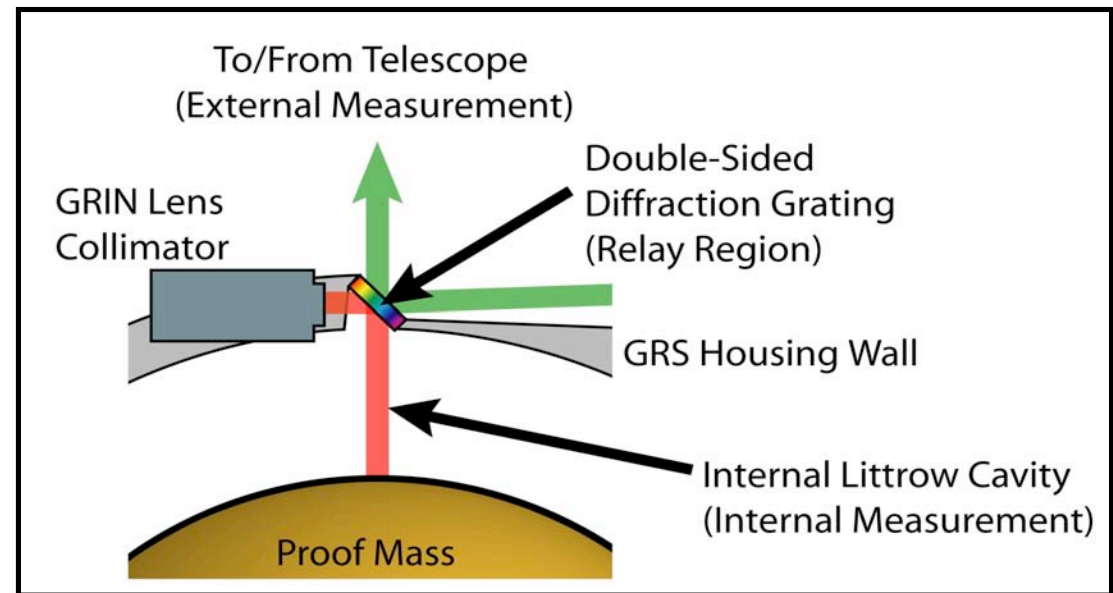 To/From Telescope
(External Measurement)
Double-Sided
Diffraction Grating
(Relay Region)
GRIN Lens
Collimator
GRS Housing Wall
Internal Littrow Cavity
(Internal Measurement)
Proof Mass